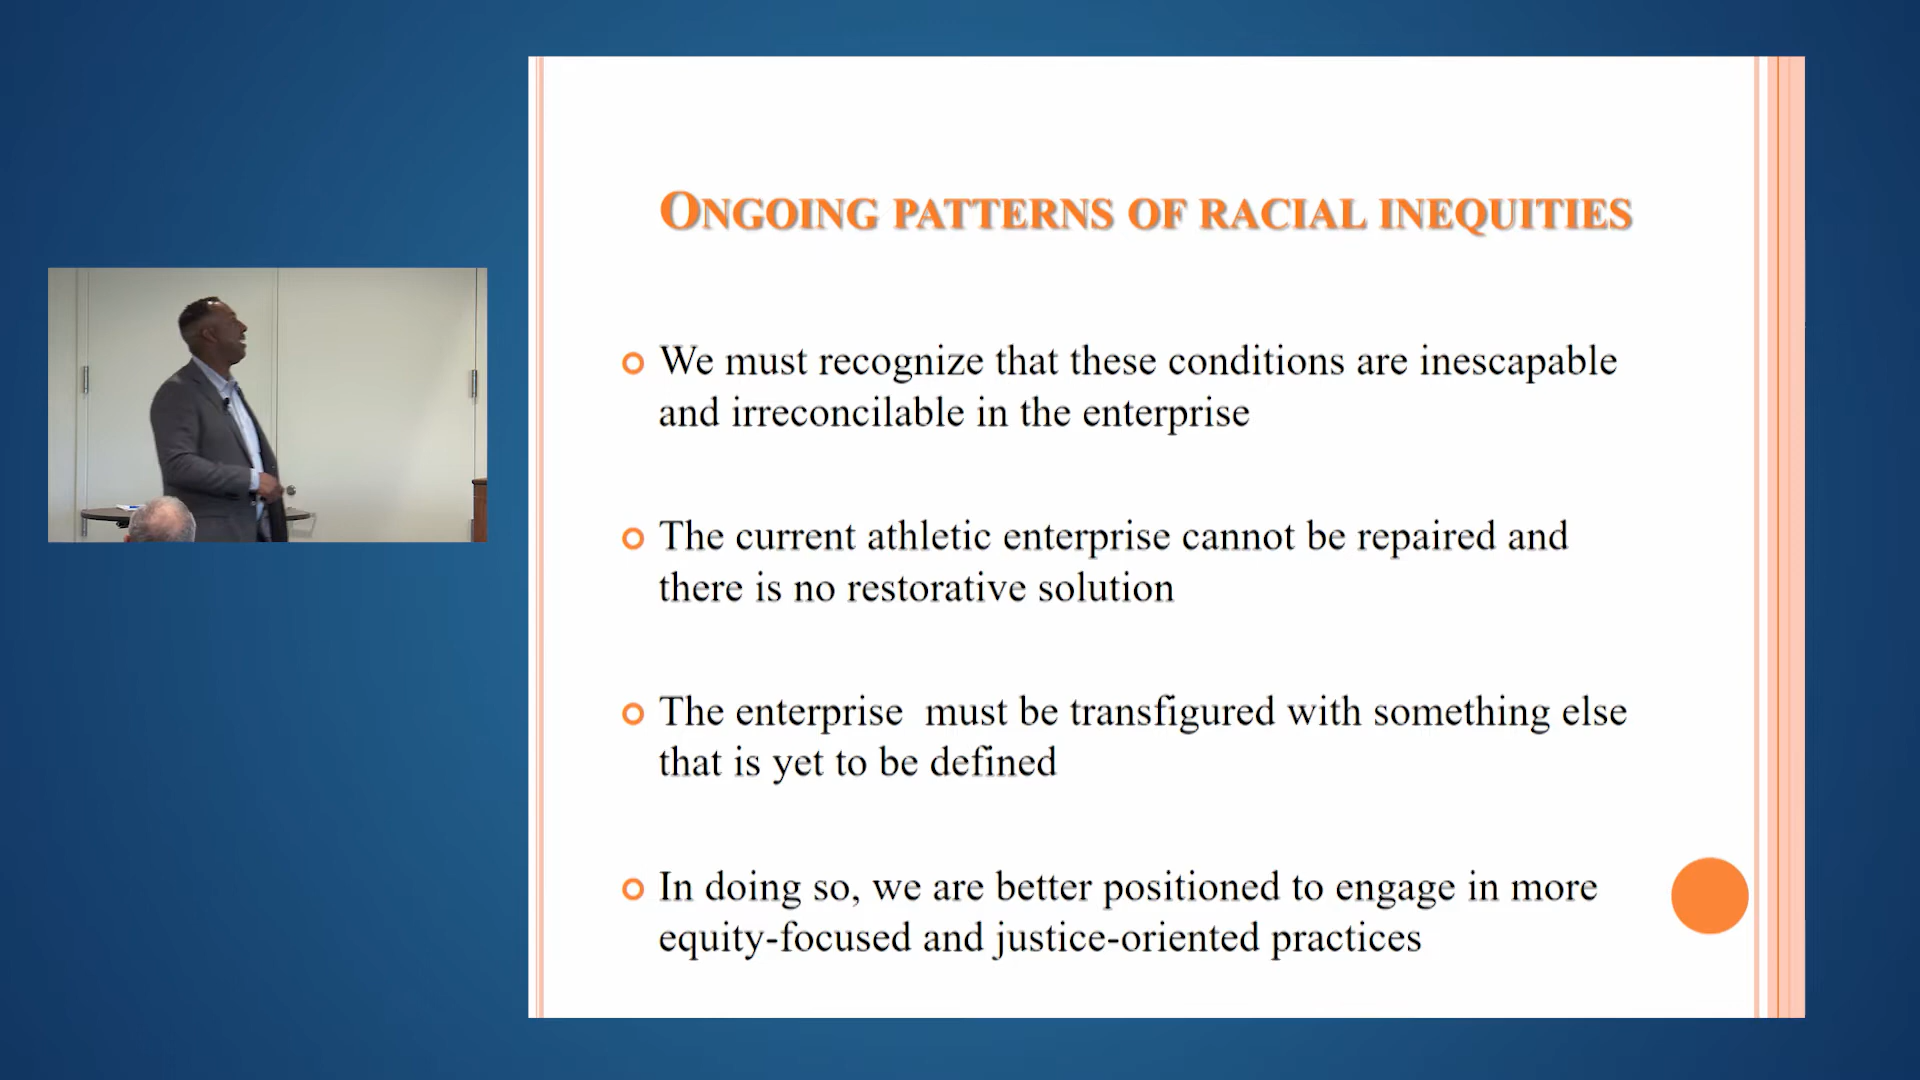 ONGOING PATTERNS OF RACIAL INEQUITIES
We must recognize that these conditions are inescapable
and irreconcilable in the enterprise
The current athletic enterprise cannot be repaired and
there is no restorative solution
The enterprise  must be transfigured with something else
that is yet to be defined
In doing so, we are better positioned to engage in more
equity-focused and justice-oriented practices